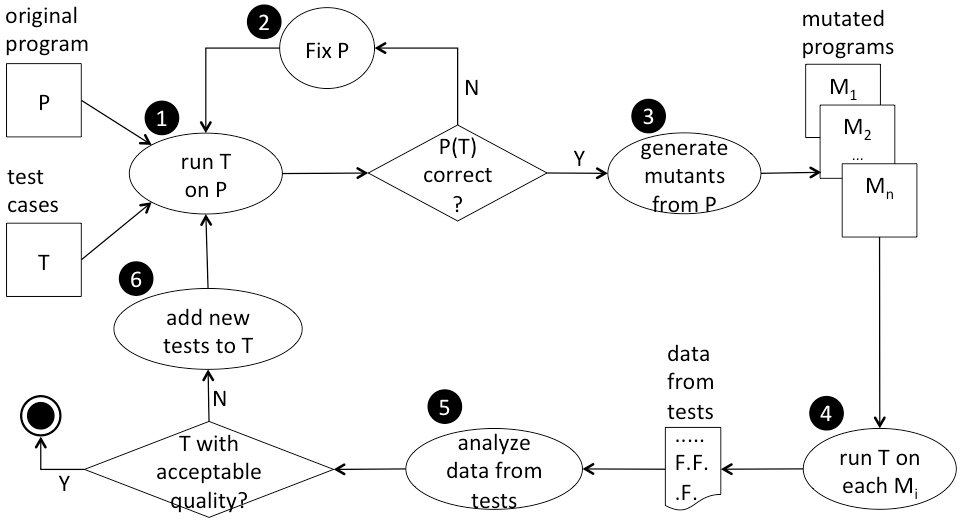 original
program
P
test
cases
T
1
run T
on P
2
Fix P
N
P(T)
correct
?
Y
3
generate
mutants
from P
mutated
programs
M1
M2
...
Mn
4
run T on
each Mi
data
from
tests
.....
F.F.
.F.
5
analyze
data from
tests
T with
acceptable
quality?
Y
N
6
add new
tests to T